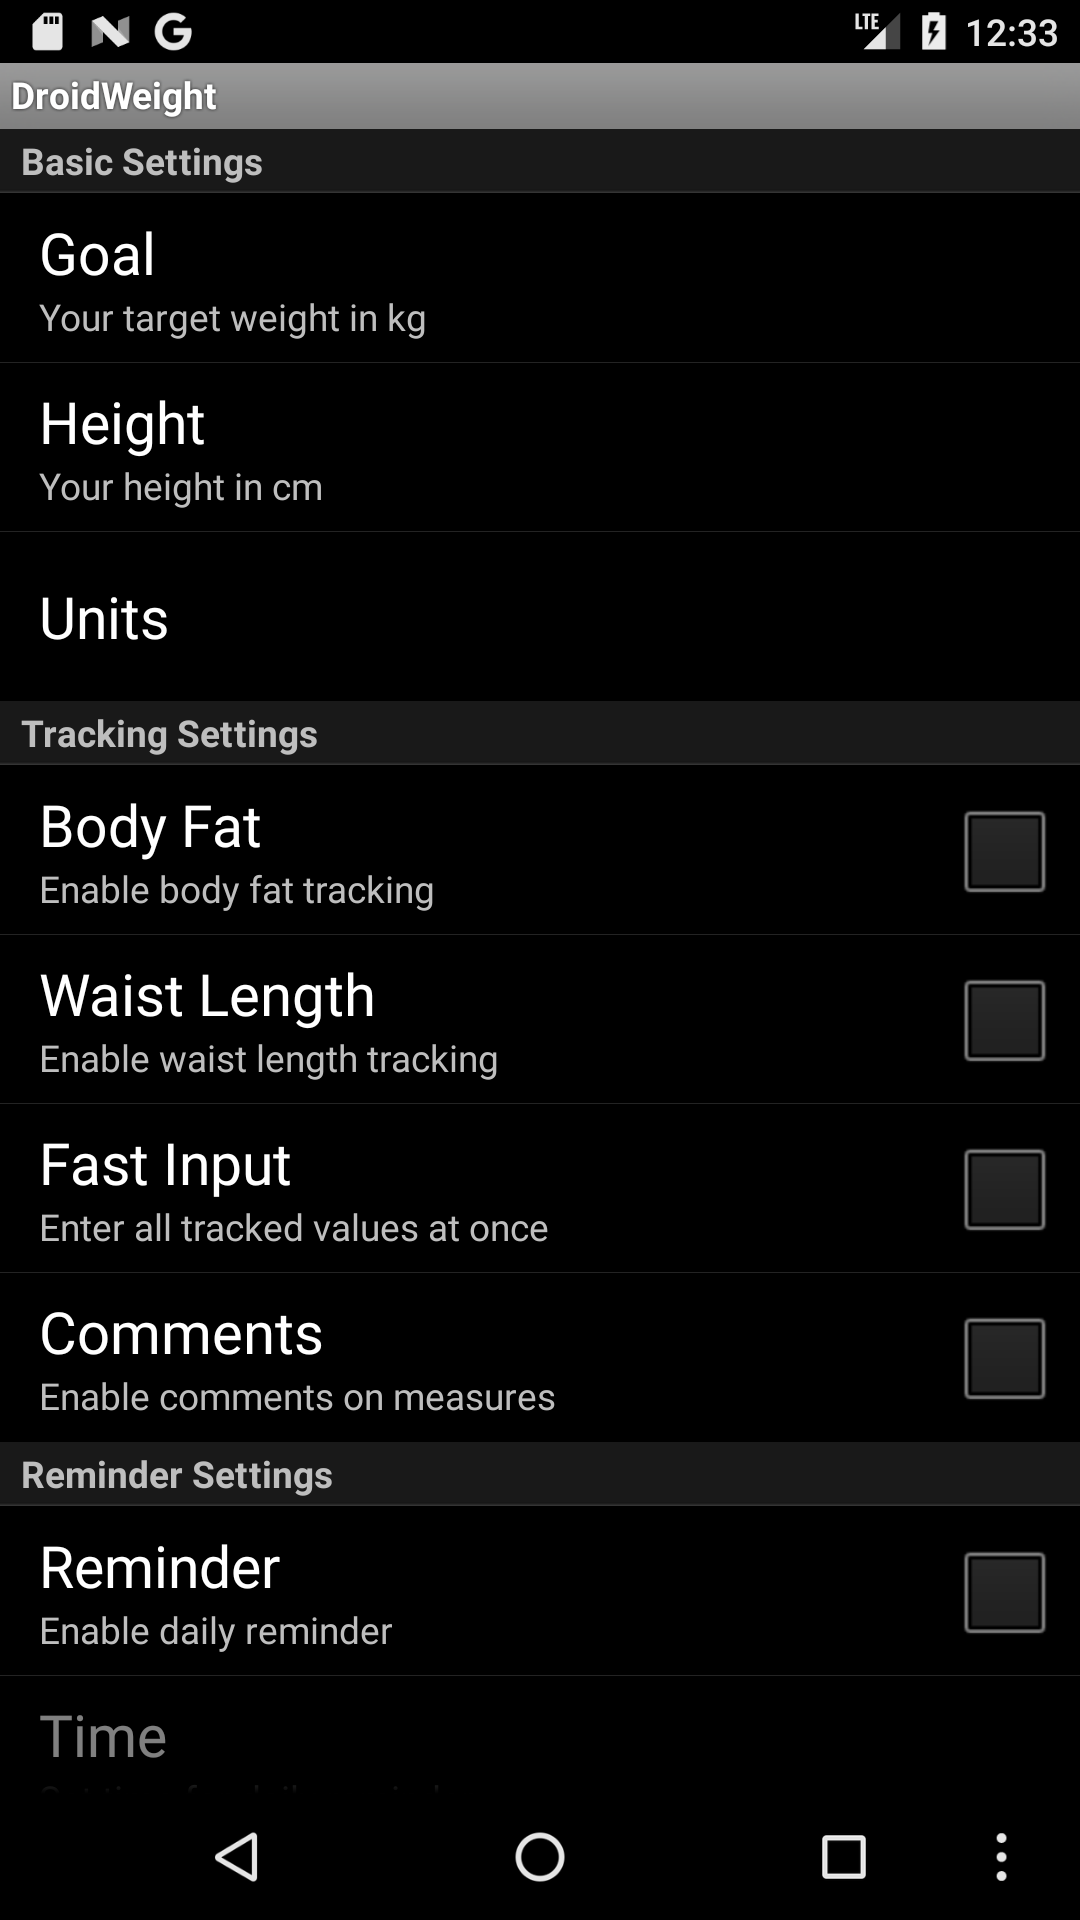 LTE 12:33
DroidWeight
Basic Settings
Goal
Your target weight in kg
Height
Your height in cm
Units
Tracking Settings
Body Fat
Enable body fat tracking
Waist Length
Enable waist length tracking
Fast Input
Enter all tracked values at once
Comments
Enable comments on measures
Reminder Settings
Reminder
Enable daily reminder
Time